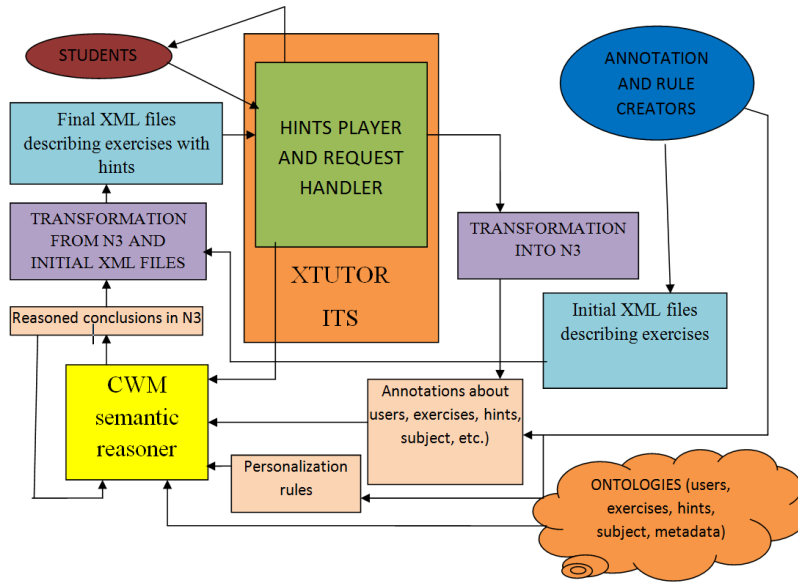 STUDENTS
ANNOTATION
AND RULE
CREATORS
Final XML files
describing exercises with
hints
HINTS PLAYER
AND REQUEST
HANDLER
TRANSFORMATION
FROM N3 AND
INITIAL XML FILES
TRANSFORMATION
INTO N3
XTUTOR
ITS
Reasoned conclusions in N3
Initial XML files
describing exercises
CWM
semantic
reasoner
Annotations about
users, exercises, hints,
subject, etc.)
Personalization
rules
ONTOLOGIES (users,
exercises, hints,
subject, metadata)